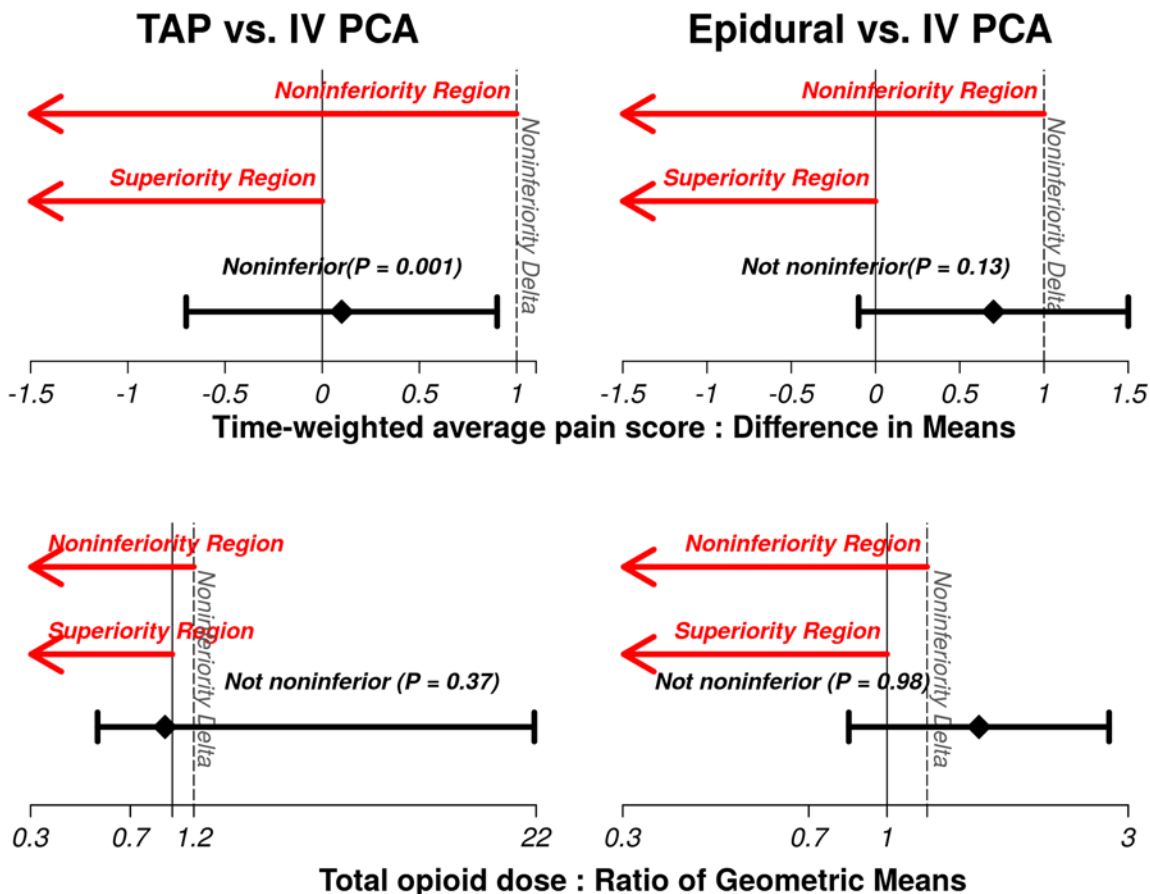 TAP vs. IV PCA
Epidural vs. IV PCA
Noninferiority Region
Superiority Region
Noninferior(P = 0.001)
Noninferiority Delta
-1.5 -1 -0.5 0 0.5 1
Noninferiority Region
Superiority Region
Not noninferior(P = 0.13)
Noninferiority Delta
-1.5 -1 -0.5 0 0.5 1 1.5
Time-weighted average pain score : Difference in Means
Noninferiority Region
Superiority Region
Not noninferior (P = 0.37)
Noninferiority Delta
0.3 0.7 1.2 22
Noninferiority Region
Superiority Region
Not noninferior (P = 0.98)
Noninferiority Delta
0.3 0.7 1 3
Total opioid dose : Ratio of Geometric Means